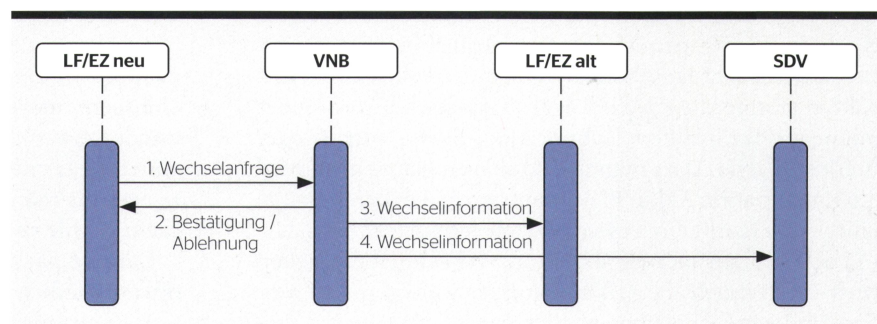 LF/EZ neu
VNB
LF/EZ alt
SDV
1. Wechselanfrage
2. Bestätigung /
Ablehnung
3. Wechselinformation
4. Wechselinformation